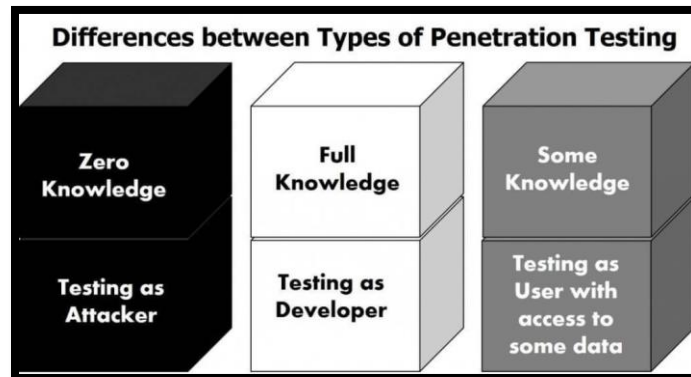 Differences between Types of Penetration Testing
Zero
Knowledge
Full
Knowledge
Some
Knowledge
Testing as
Attacker
Testing as
Developer
Testing as
User with
access to
some data